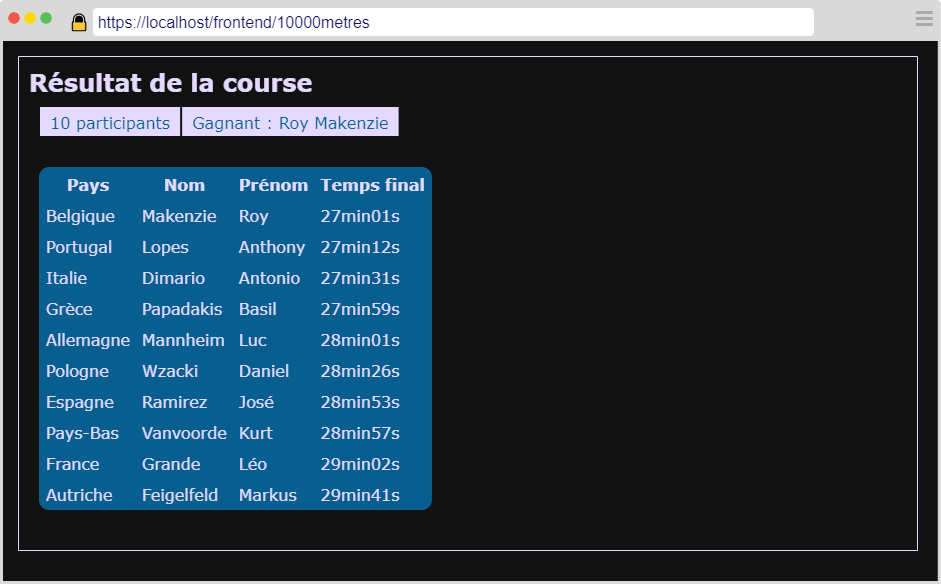 https://localhost/frontend/10000metres
Résultat de la course
10 participants Gagnant : Roy Makenzie
Pays Nom Prénom Temps final
Belgique Makenzie Roy 27min01s
Portugal Lopes Anthony 27min12s
Italie Dimario Antonio 27min31s
Grèce Papadakis Basil 27min59s
Allemagne Mannheim Luc 28min01s
Pologne Wzacki Daniel 28min26s
Espagne Ramirez José 28min53s
Pays-Bas Vanvoorde Kurt 28min57s
France Grande Léo 29min02s
Autriche Feigelfeld Markus 29min41s